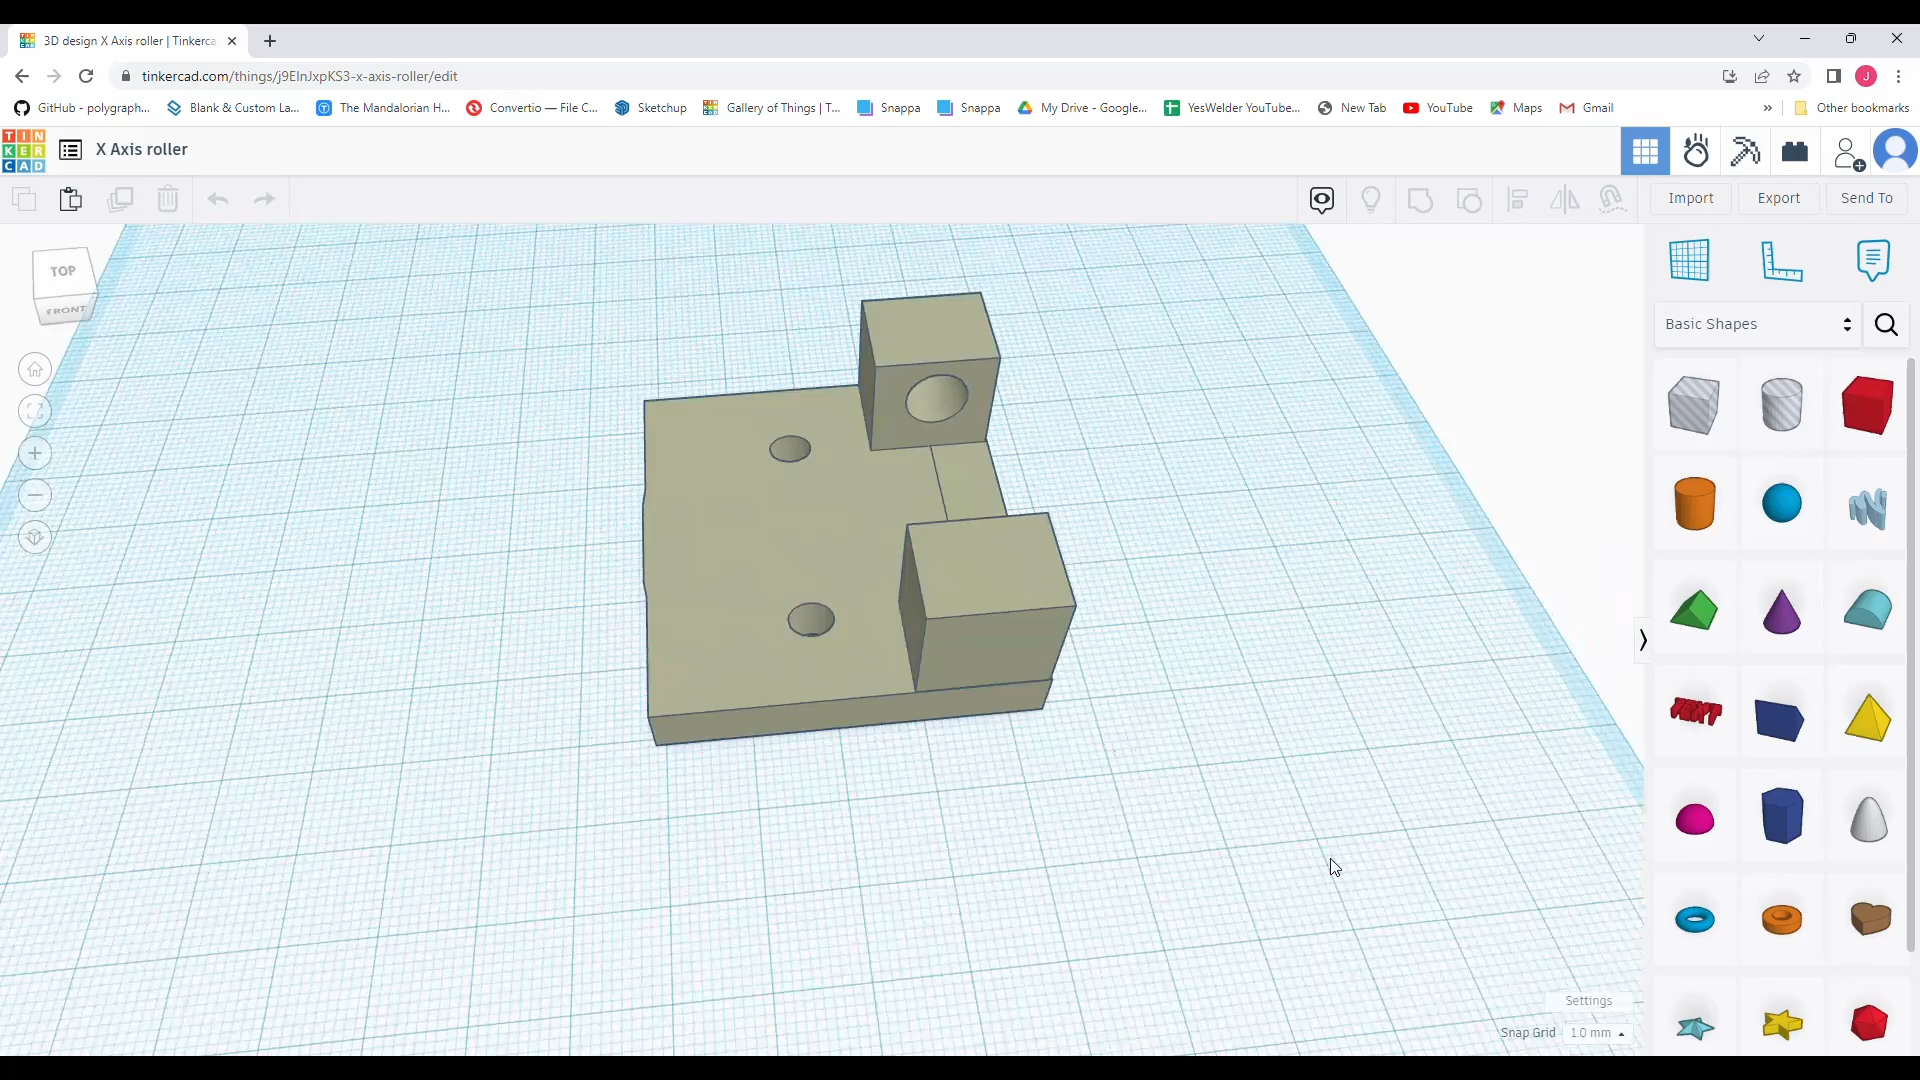 3D design X Axis roller | Tinkerca
tinkercad.com/things/j9ElnJxpKS3-x-axis-roller/edit
GitHub - polygraph...
Blank & Custom La...
The Mandalorian H...
Convertio — File C...
Sketchup
Gallery of Things | T...
Snappa
Snappa
My Drive - Google...
YesWelder YouTube...
New Tab
YouTube
Maps
Gmail
»
Other bookmarks
J
TIN
KER
CAD
X Axis roller
Import
Export
Send To
TOP
FRONT
Basic Shapes
TEXT
Settings
Snap Grid 1.0 mm